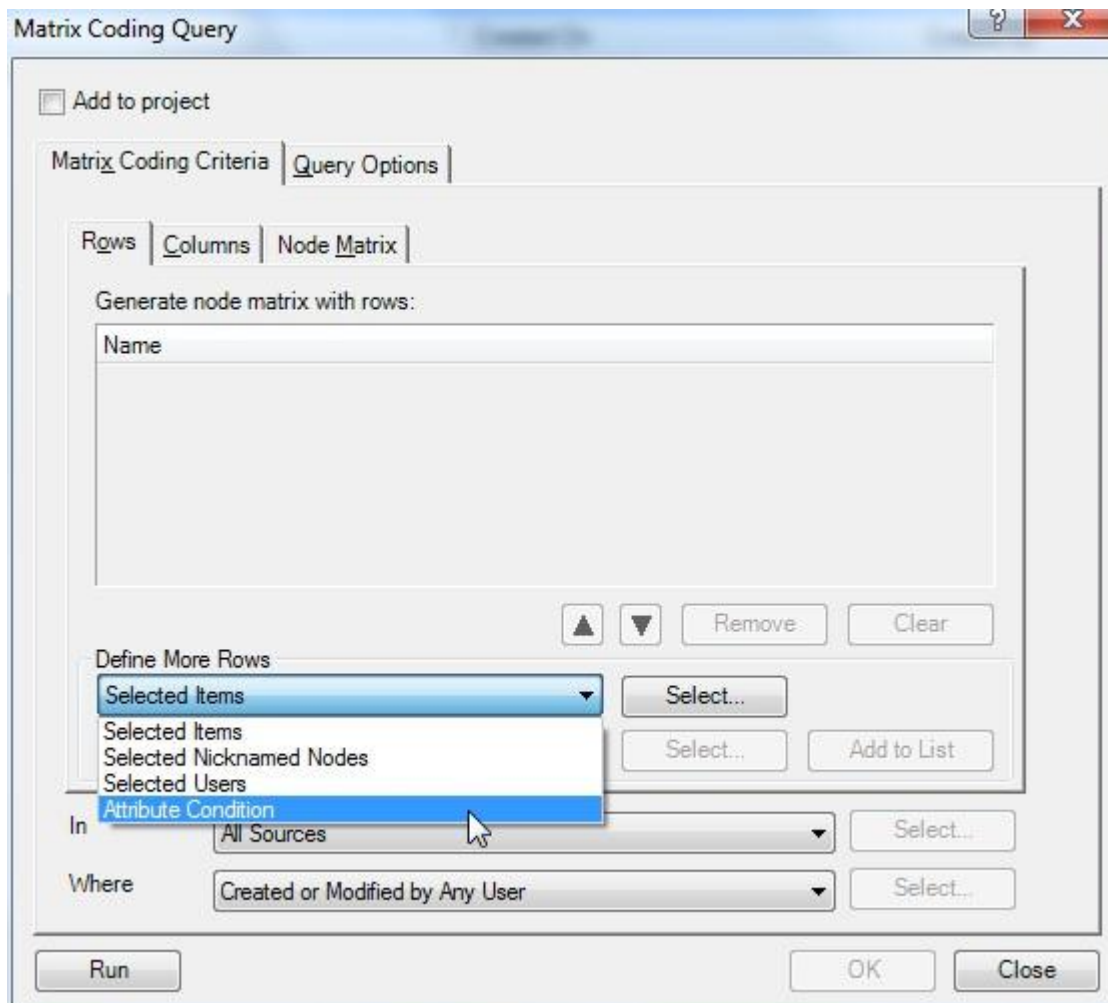 Matrix Coding Query
?
X
Add to project
Matrix Coding Criteria
Query Options
Rows
Columns
Node Matrix
Generate node matrix with rows:
Name
Remove
Clear
Define More Rows
Selected Items
Select...
Selected Items
Selected Nicknamed Nodes
Selected Users
Select...
Add to List
Attribute Condition
In
All Sources
Select...
Where
Created or Modified by Any User
Select...
Run
OK
Close